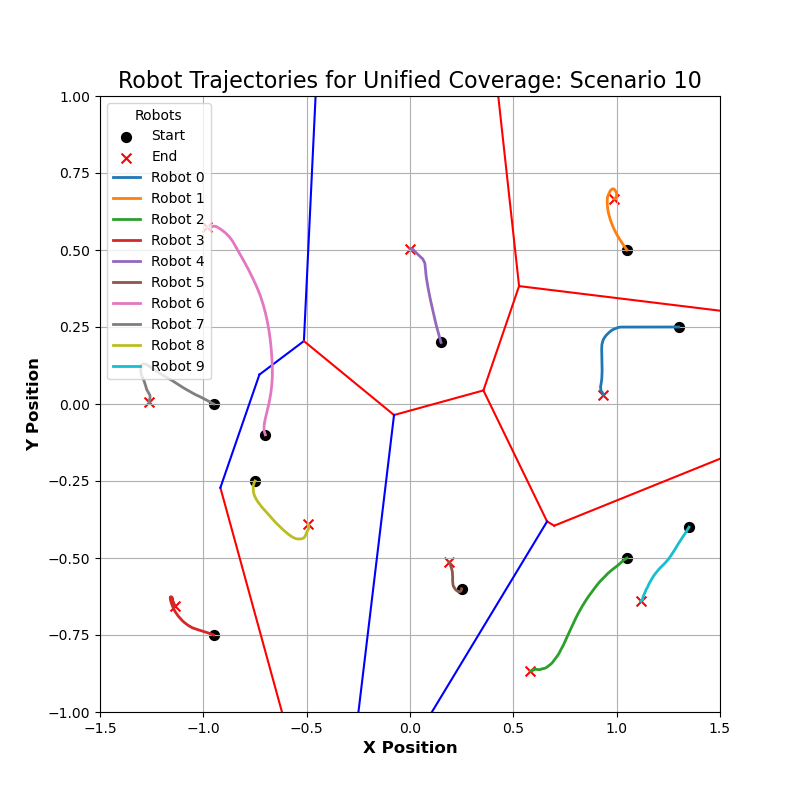 Robot Trajectories for Unified Coverage: Scenario 10
1.00
0.75
0.50
0.25
0.00
−0.25
−0.50
−0.75
−1.00
Y Position
Robots
Start
End
Robot 0
Robot 1
Robot 2
Robot 3
Robot 4
Robot 5
Robot 6
Robot 7
Robot 8
Robot 9
−1.5
−1.0
−0.5
0.0
0.5
1.0
1.5
X Position